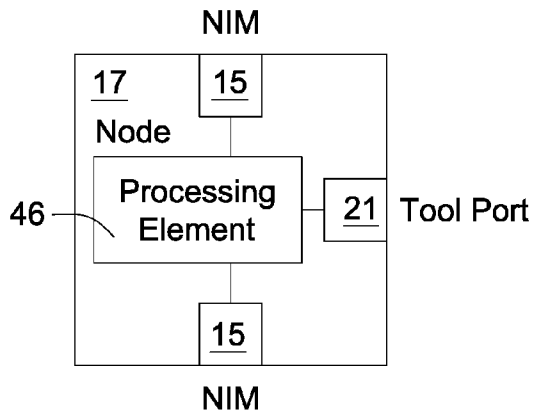 NIM
17
15
Node
Processing
Element
46
21
Tool Port
15
NIM